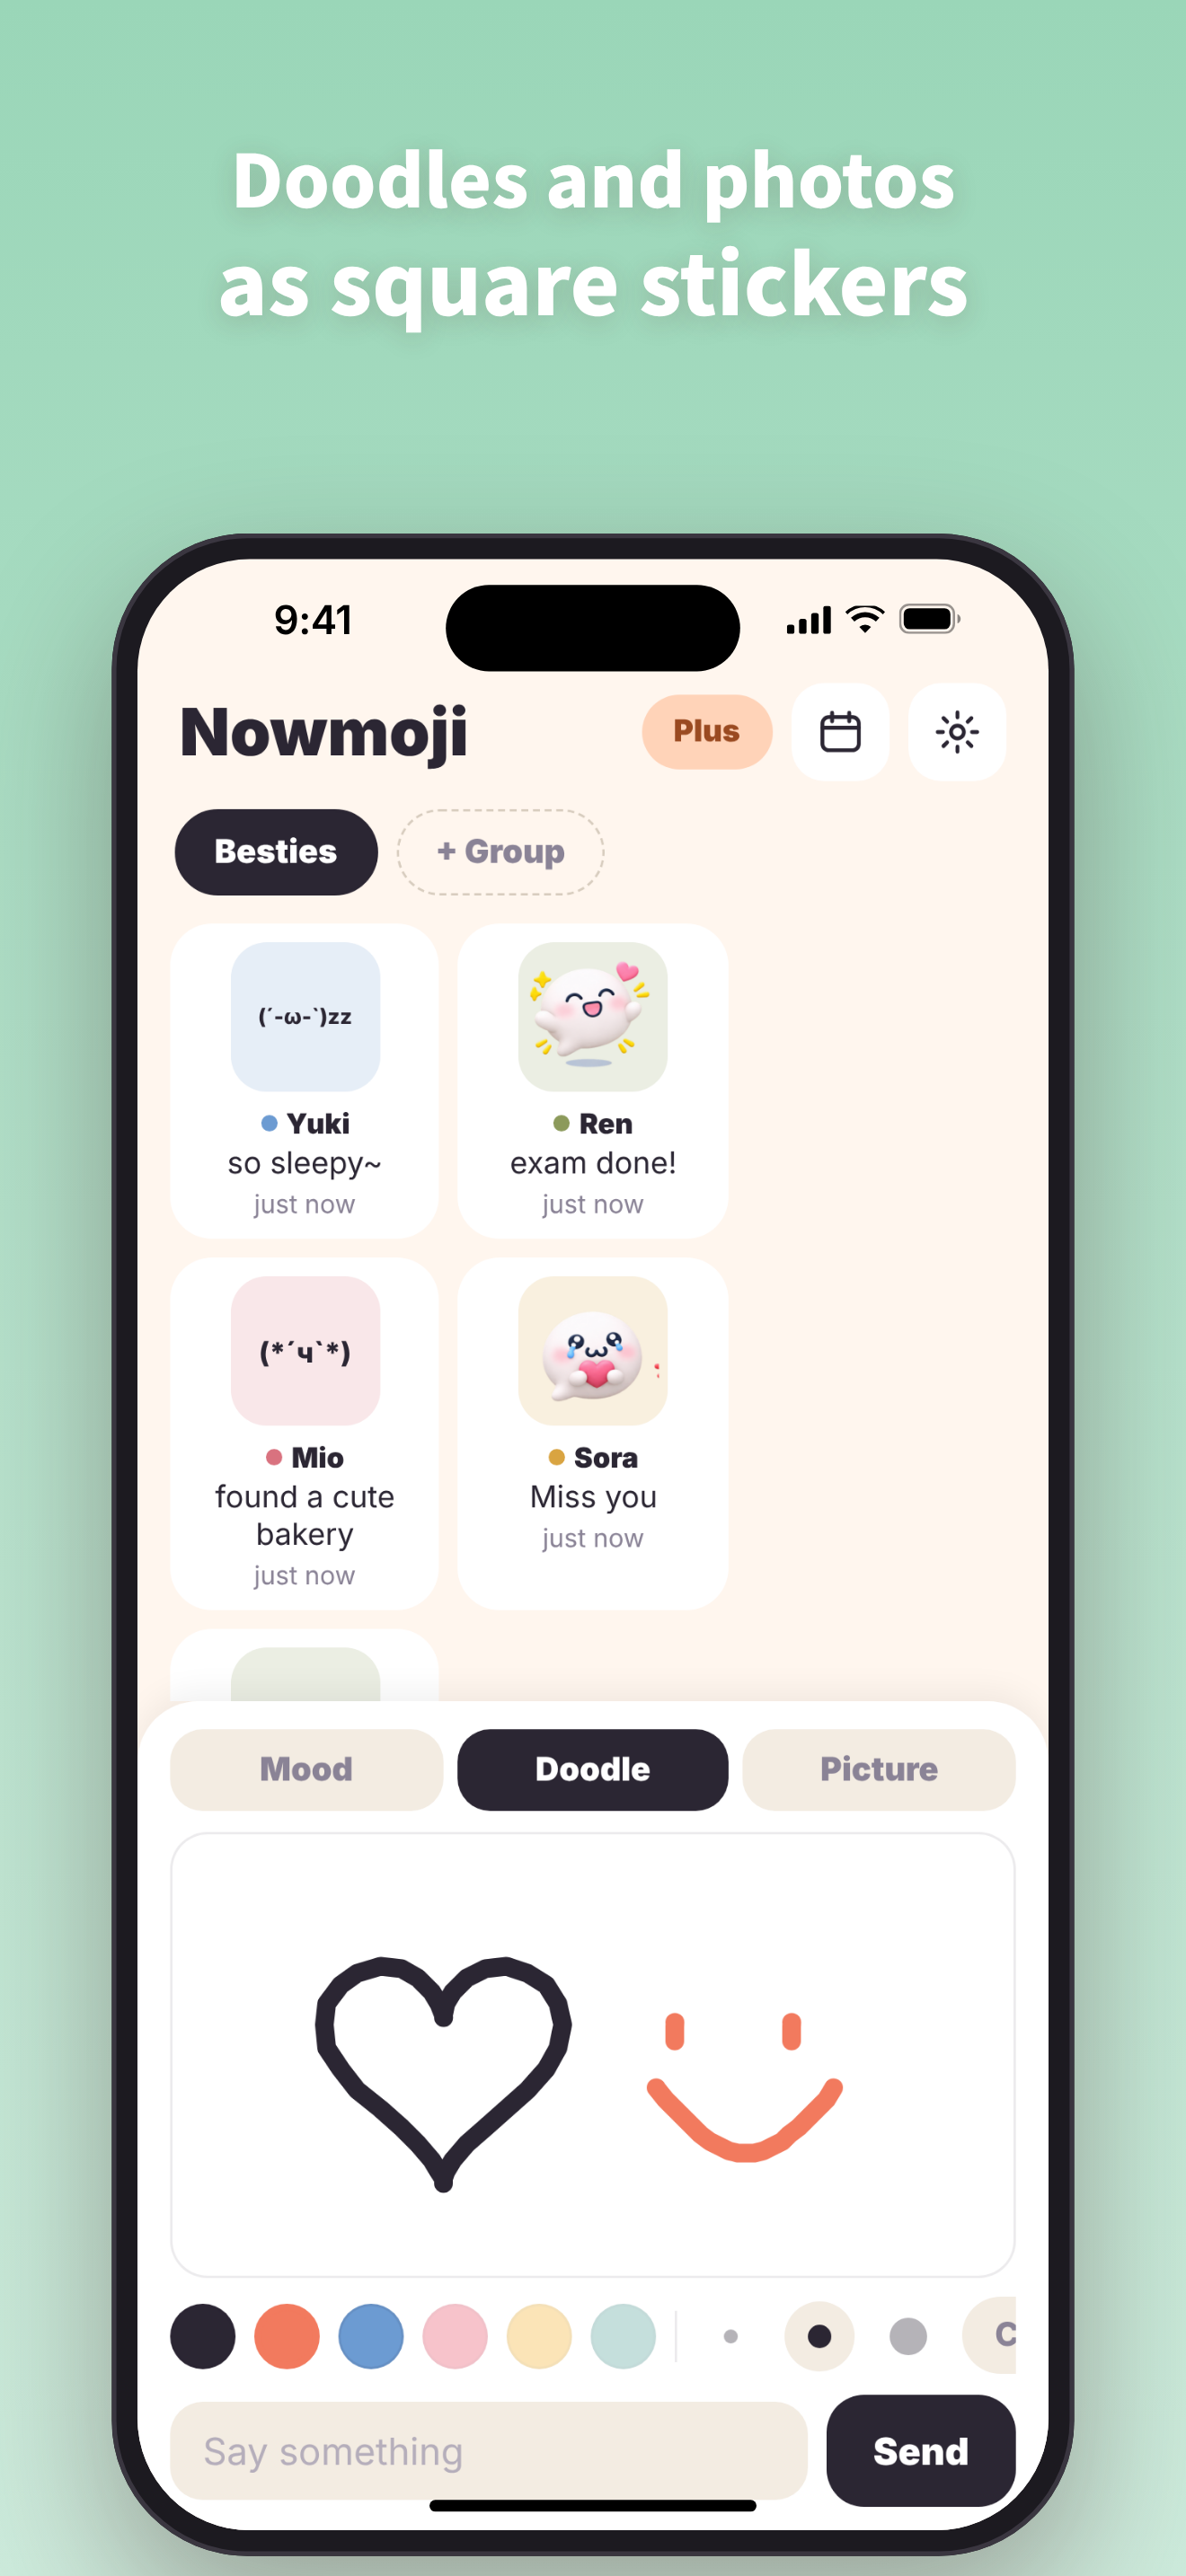 Doodles and photos
as square stickers
9:41
Nowmoji
Plus
Besties
+ Group
(´-ω-`)zz
Yuki
so sleepy~
just now
Ren
exam done!
just now
(*´ч`*)
Mio
found a cute
bakery
just now
Sora
Miss you
just now
Mood
Doodle
Picture
Say something
Send